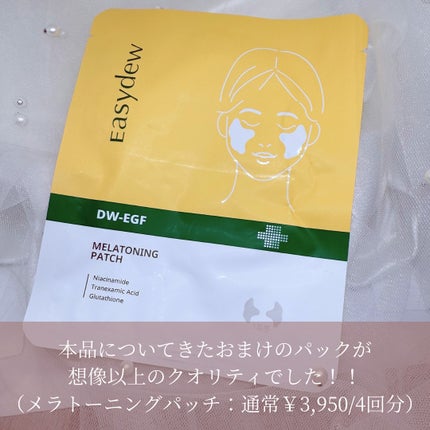 Easydew
DW-EGF
MELATONING
PATCH
Niacinamide
Tranexamic Acid
Glutathione
本品についてきたおまけのパックが
想像以上のクオリティでした！！
（メラトーニングパッチ：通常￥3,950/4回分）